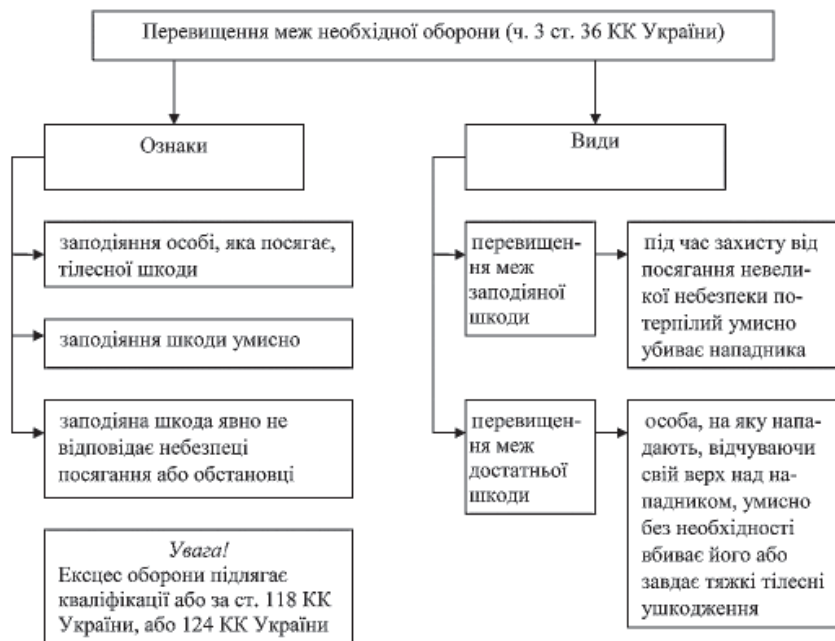 Перевищення меж необхідної оборони (ч. 3 ст. 36 КК України)
Ознаки
заподіяння особі, яка посягає,
тілесної шкоди
заподіяння шкоди умисно
заподіяна шкода явно не
відповідає небезпеці
посягання або обстановці
Увага!
Ексцес оборони підлягає
кваліфікації або за ст. 118 КК
України, або 124 КК України
Види
перевищен-
ня меж
заподіяної
шкоди
під час захисту від
посягання невели-
кої небезпеки по-
терпілий умисно
убиває нападника
перевищен-
ня меж
достатньої
шкоди
особа, на яку напа-
дають, відчуваючи
свій верх над на-
падником, умисно
без необхідності
вбиває його або
завдає тяжкі тілесні
ушкодження